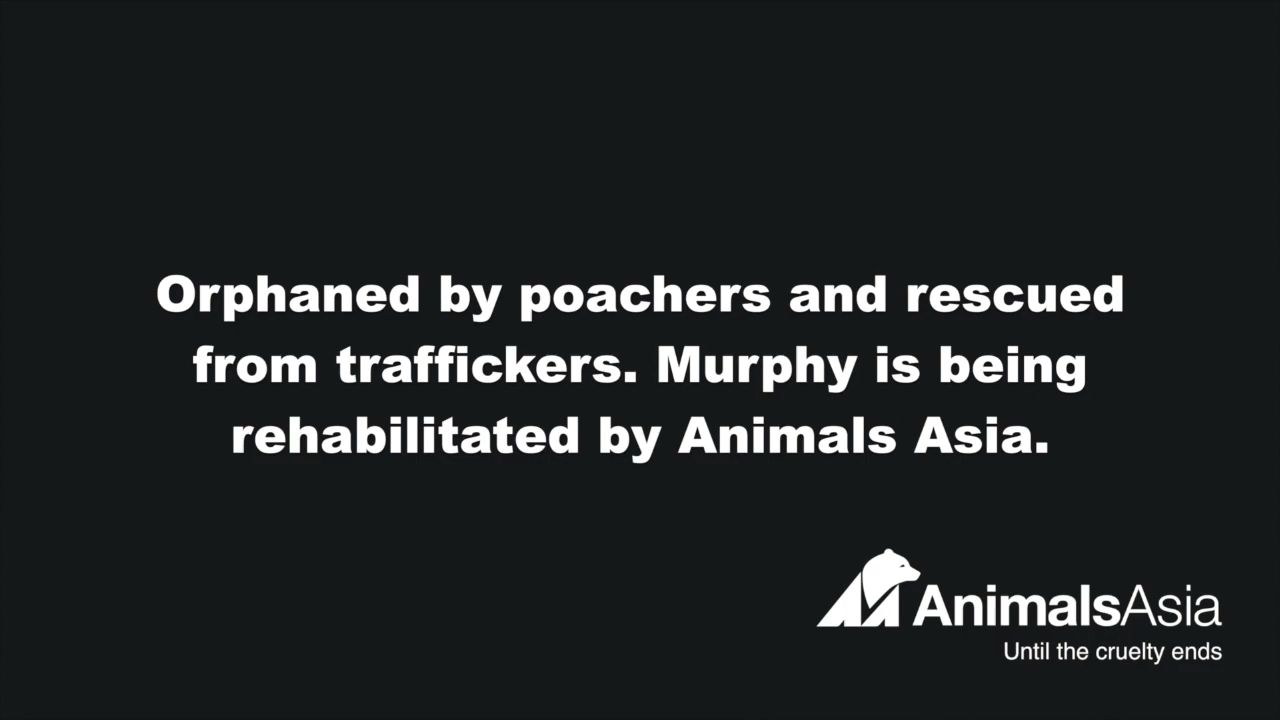 Orphaned by poachers and rescued
from traffickers. Murphy is being
rehabilitated by Animals Asia.
AnimalsAsia
Until the cruelty ends